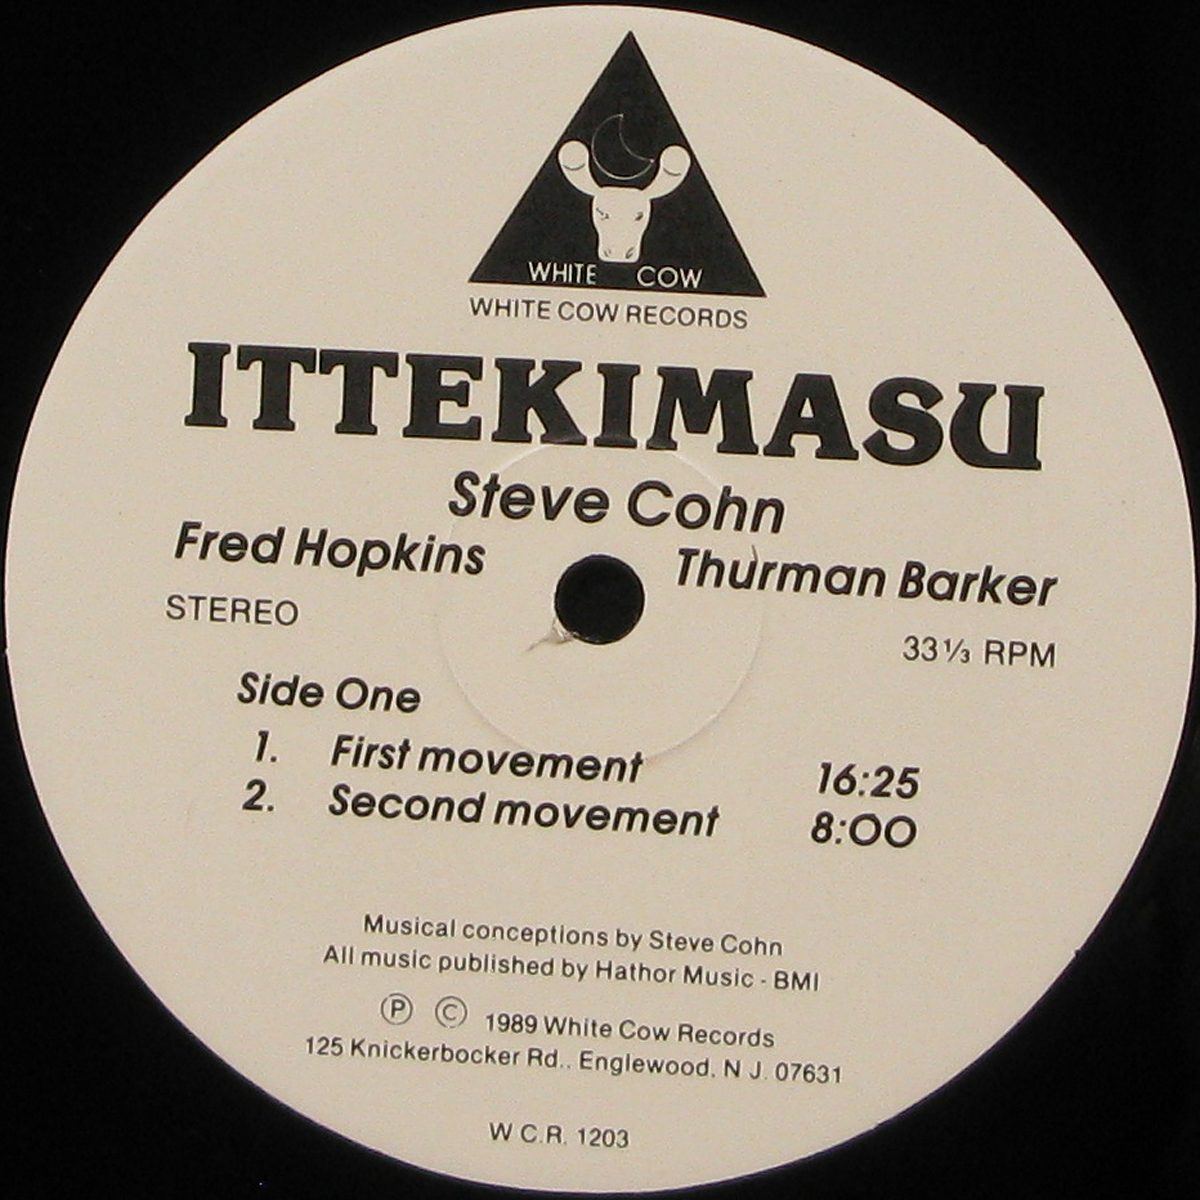 WHITE COW
WHITE COW RECORDS
ITTEKIMASU
Steve Cohn
Fred Hopkins Thurman Barker
STEREO
33⅓ RPM
Side One
1. First movement 16:25
2. Second movement 8:00
Musical conceptions by Steve Cohn
All music published by Hathor Music - BMI
Ⓟ © 1989 White Cow Records
125 Knickerbocker Rd., Englewood, N.J. 07631
W.C.R. 1203